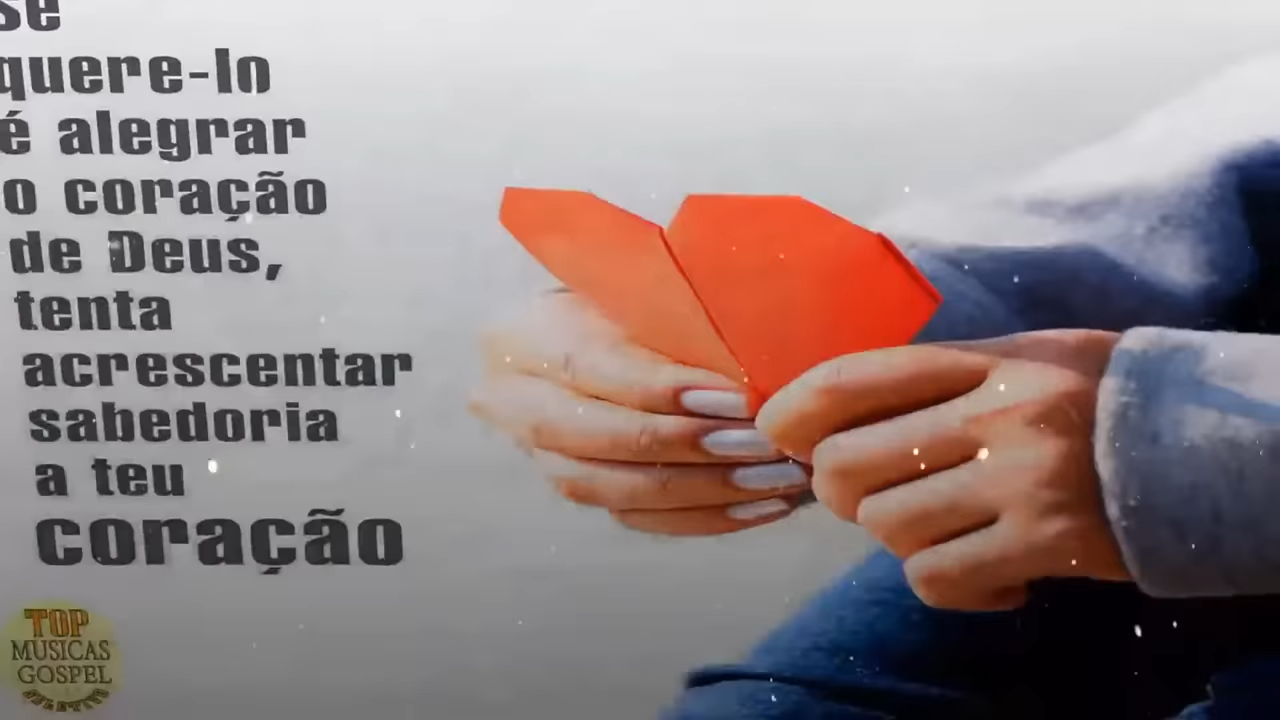 se
quere-lo
é alegrar
o coração
de Deus,
tenta
acrescentar
sabedoria
a teu
coração
TOP
MUSICAS
GOSPEL